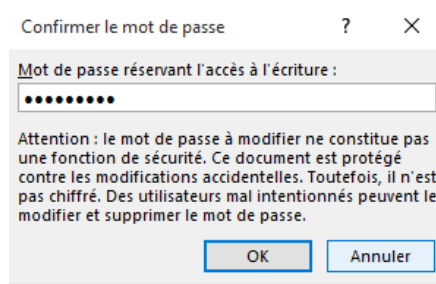 Confirmer le mot de passe ? ×
Mot de passe réservant l'accès à l'écriture :
•••••••••
Attention : le mot de passe à modifier ne constitue pas
une fonction de sécurité. Ce document est protégé
contre les modifications accidentelles. Toutefois, il n'est
pas chiffré. Des utilisateurs mal intentionnés peuvent le
modifier et supprimer le mot de passe.
OK Annuler